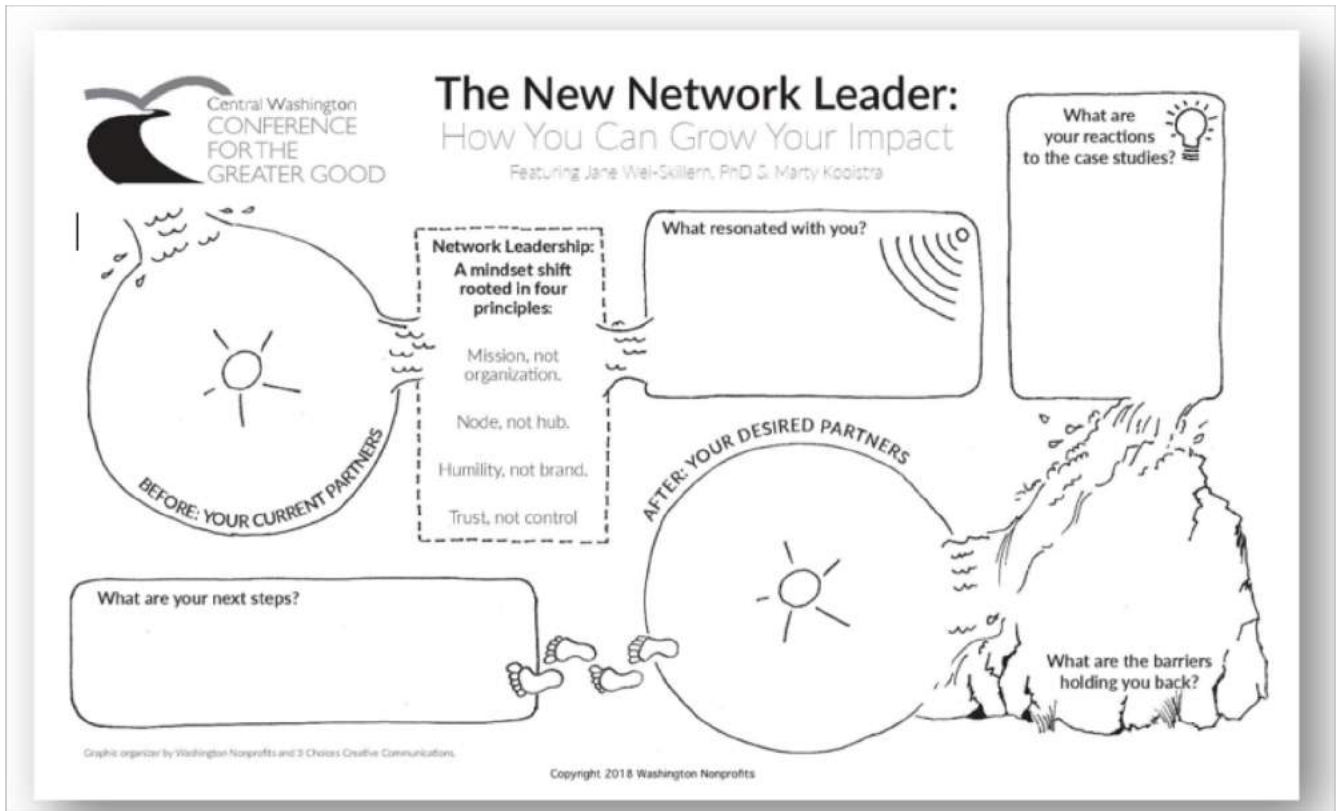 Central Washington
CONFERENCE
FOR THE
GREATER GOOD
The New Network Leader:
How You Can Grow Your Impact
Featuring Jane Wei-Skillern, PhD & Marty Kooistra
What are
your reactions
to the case studies?
BEFORE: YOUR CURRENT PARTNERS
Network Leadership:
A mindset shift
rooted in four
principles:
Mission, not
organization.
Node, not hub.
Humility, not brand.
Trust, not control
What resonated with you?
AFTER: YOUR DESIRED PARTNERS
What are the barriers
holding you back?
What are your next steps?
Graphic organizer by Washington Nonprofits and 3 Choices Creative Communications.
Copyright 2018 Washington Nonprofits